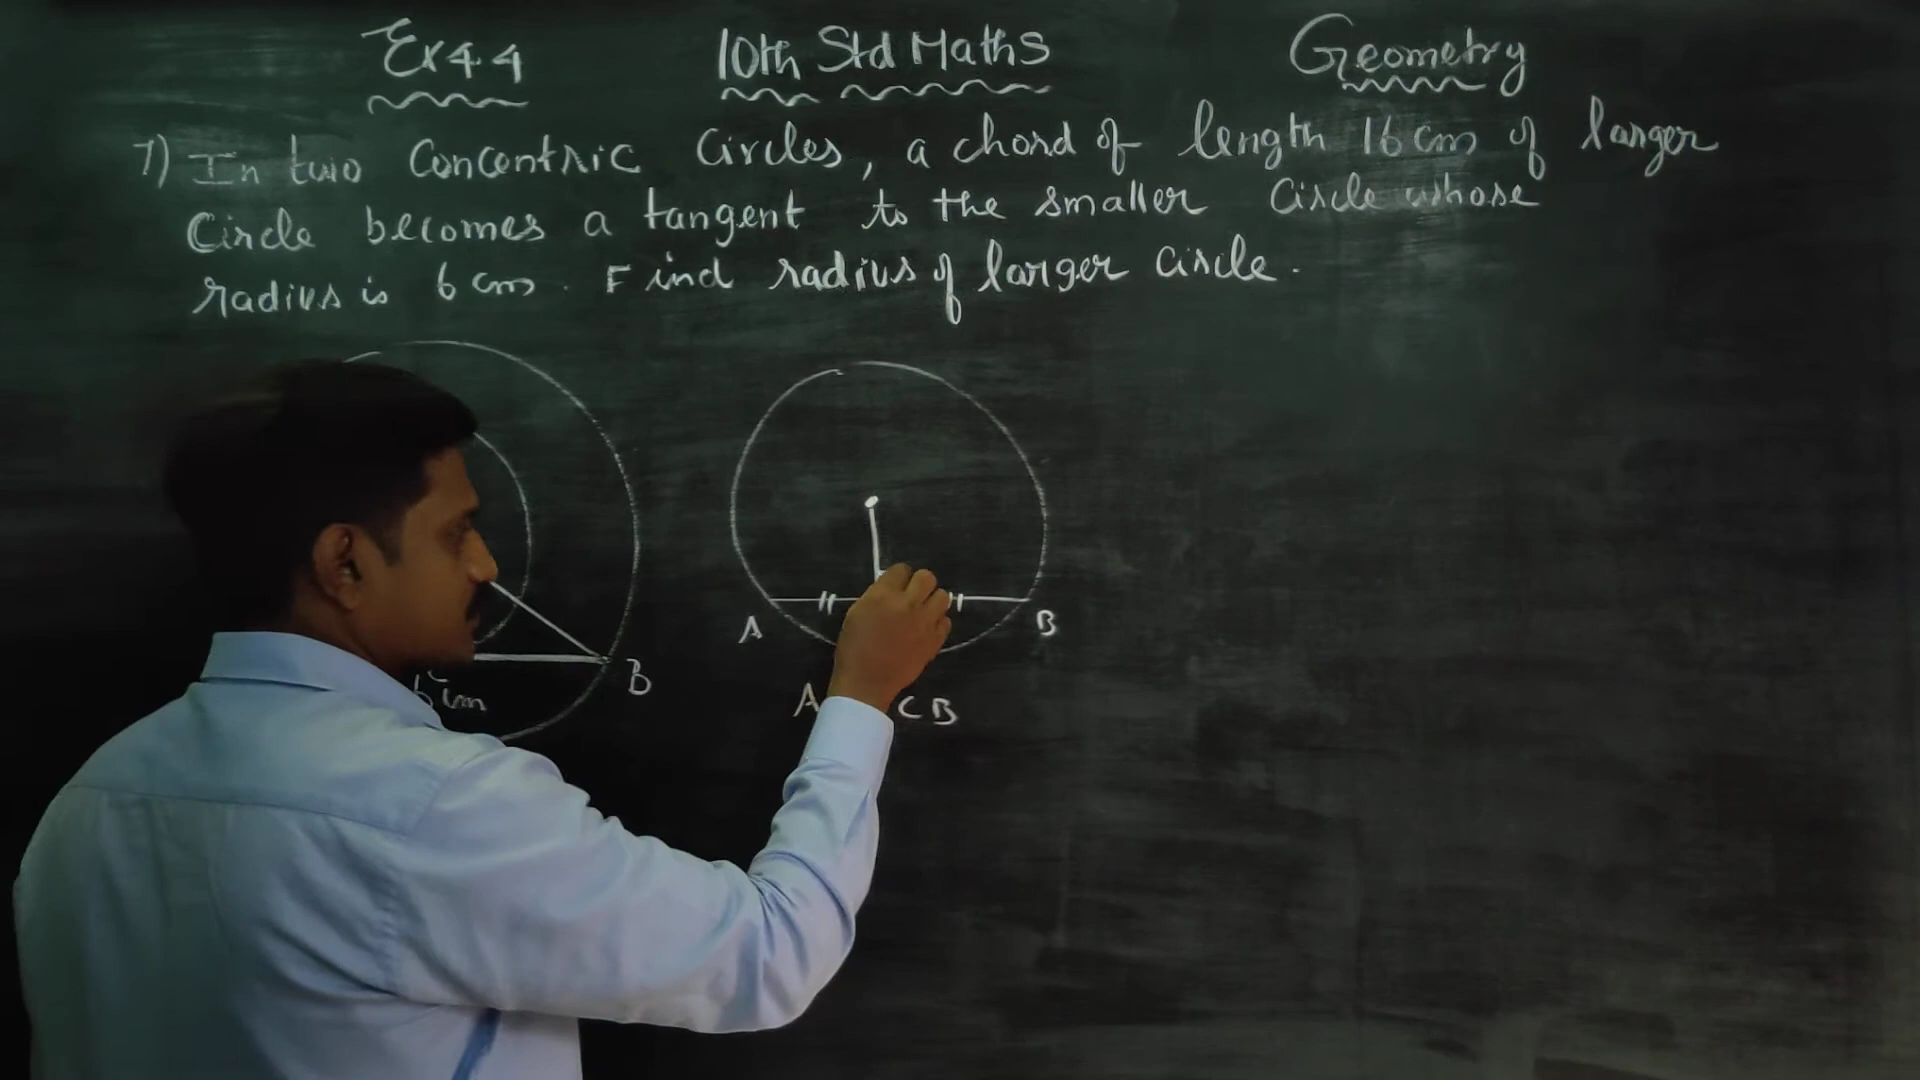 Ex 4.4
10th Std Maths
Geometry
7) In two Concentric Circles, a chord of length 16 cm of larger
Circle becomes a tangent to the smaller Circle whose
radius is 6 cm. Find radius of larger circle.
B
A
B
A
CB